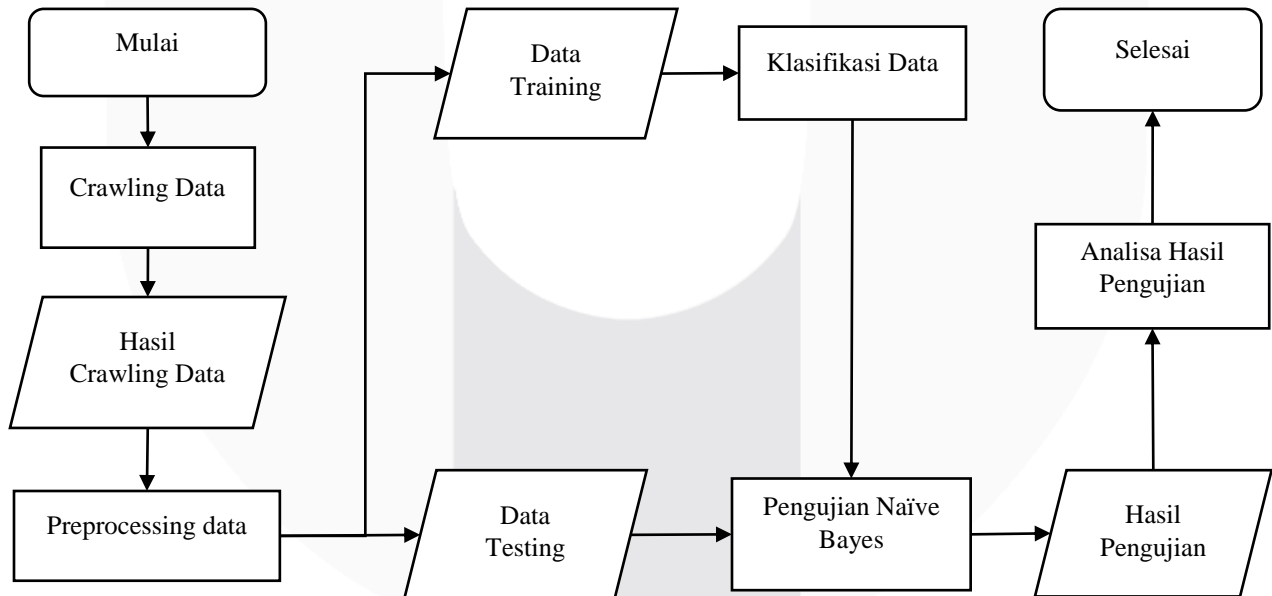 Mulai
Crawling Data
Hasil
Crawling Data
Preprocessing data
Data
Training
Klasifikasi Data
Data
Testing
Pengujian Naïve
Bayes
Hasil
Pengujian
Analisa Hasil
Pengujian
Selesai